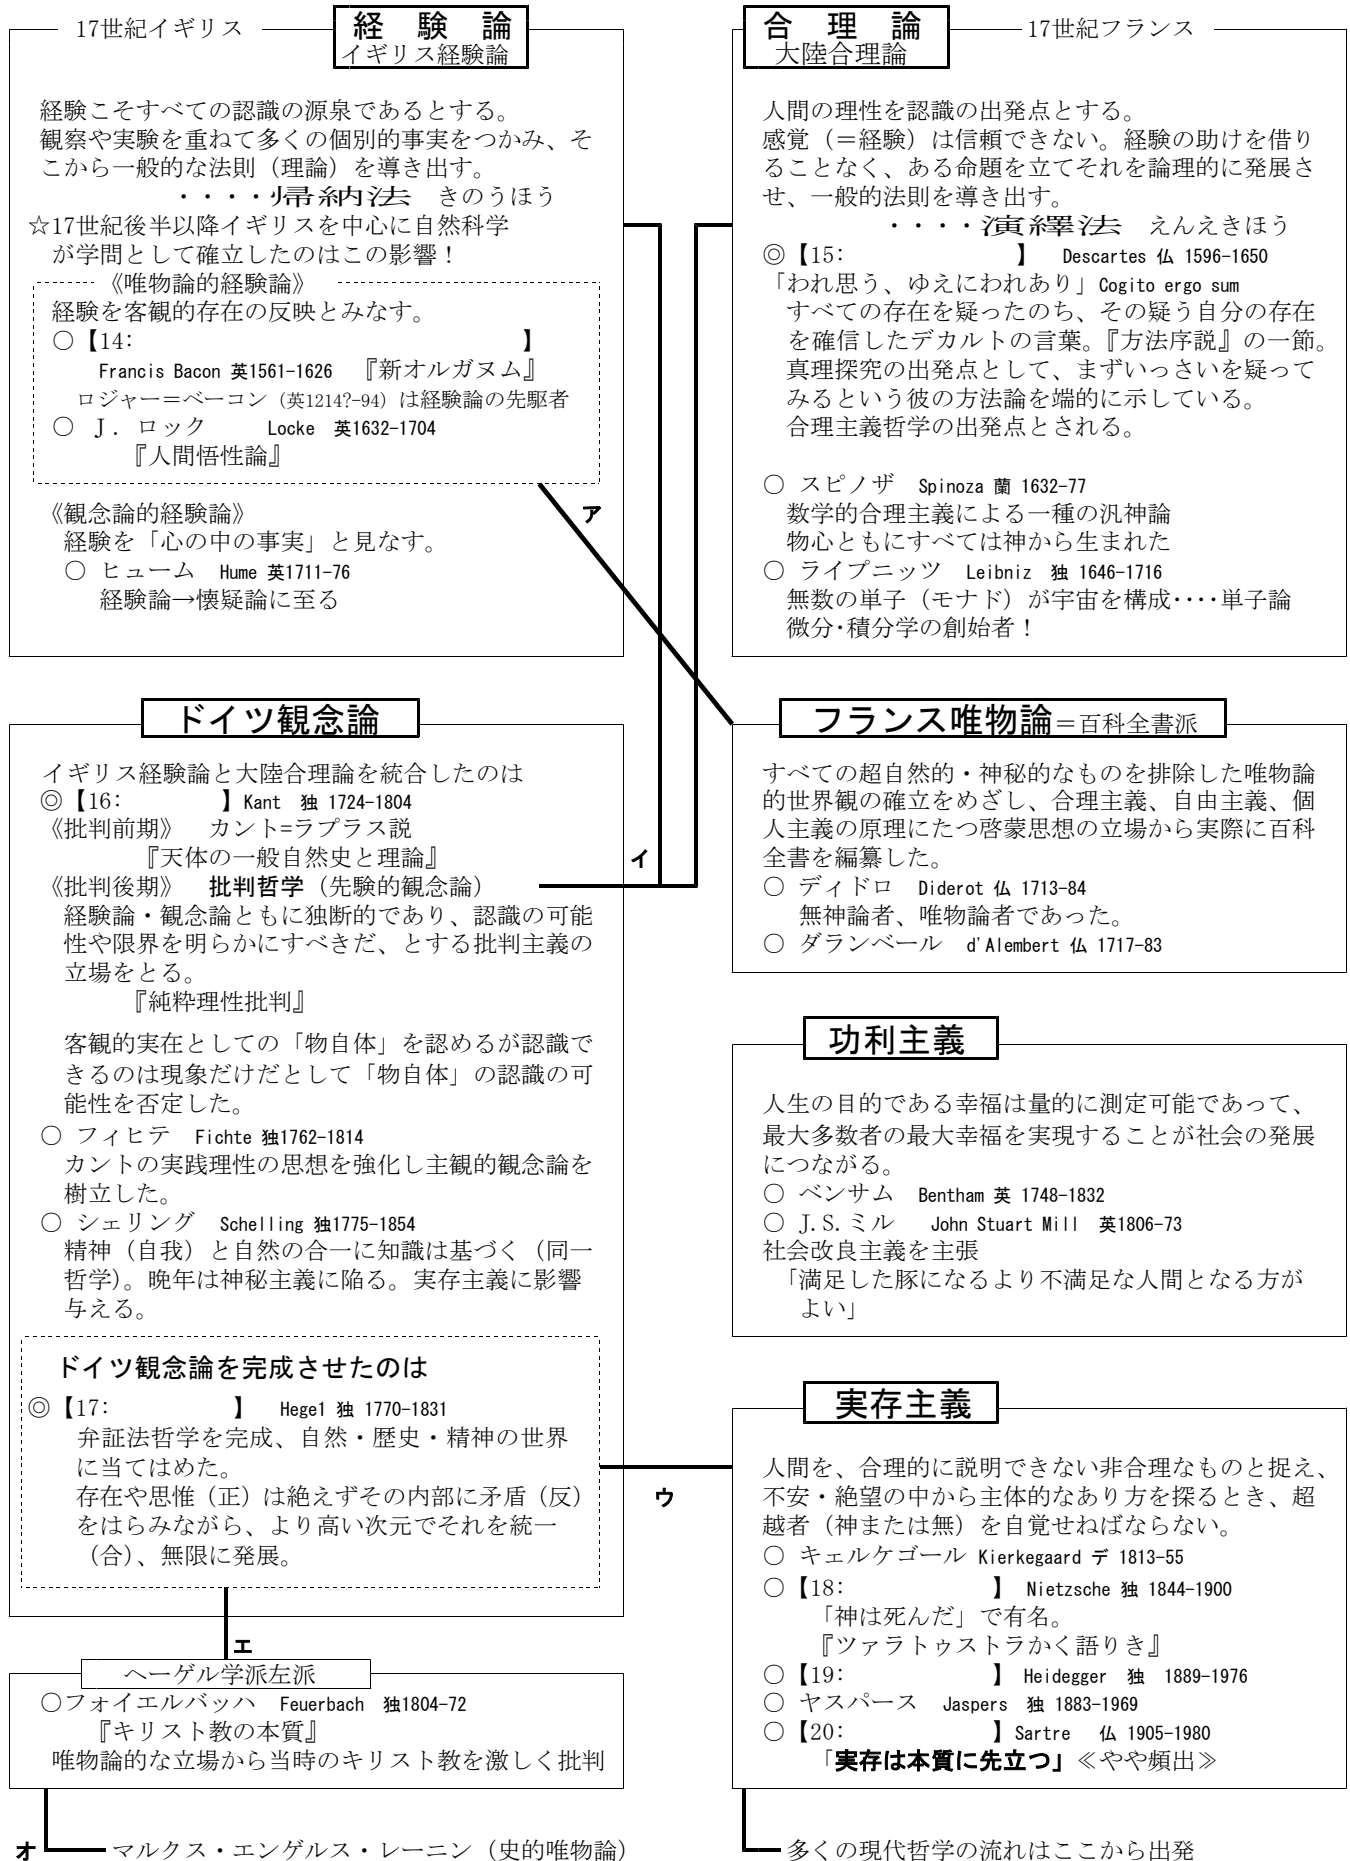 17世紀イギリス
経 験 論
イギリス経験論
経験こそすべての認識の源泉であるとする。
観察や実験を重ねて多くの個別的事実をつかみ、そ
こから一般的な法則（理論）を導き出す。
・・・・帰納法 きのうほう
☆17世紀後半以降イギリスを中心に自然科学
が学問として確立したのはこの影響！
《唯物論的経験論》
経験を客観的存在の反映とみなす。
○【14: 】
Francis Bacon 英1561-1626 『新オルガヌム』
ロジャー＝ベーコン（英1214?-94）は経験論の先駆者
○ J. ロック Locke 英1632-1704
『人間悟性論』
《観念論的経験論》
経験を「心の中の事実」と見なす。
○ ヒューム Hume 英1711-76
経験論→懐疑論に至る
合 理 論
大陸合理論
17世紀フランス
人間の理性を認識の出発点とする。
感覚（＝経験）は信頼できない。経験の助けを借り
ることなく、ある命題を立てそれを論理的に発展さ
せ、一般的法則を導き出す。
・・・・演繹法 えんえきほう
◎【15: 】 Descartes 仏 1596-1650
「われ思う、ゆえにわれあり」Cogito ergo sum
すべての存在を疑ったのち、その疑う自分の存在
を確信したデカルトの言葉。『方法序説』の一節。
真理探究の出発点として、まずいっさいを疑って
みるという彼の方法論を端的に示している。
合理主義哲学の出発点とされる。
○ スピノザ Spinoza 蘭 1632-77
数学的合理主義による一種の汎神論
物心ともにすべては神から生まれた
○ ライプニッツ Leibniz 独 1646-1716
無数の単子（モナド）が宇宙を構成････単子論
微分･積分学の創始者！
ア
イ
ドイツ観念論
イギリス経験論と大陸合理論を統合したのは
◎【16: 】Kant 独 1724-1804
《批判前期》 カント=ラプラス説
『天体の一般自然史と理論』
《批判後期》 批判哲学（先験的観念論）
経験論・観念論ともに独断的であり、認識の可能
性や限界を明らかにすべきだ、とする批判主義の
立場をとる。
『純粋理性批判』
客観的実在としての「物自体」を認めるが認識で
きるのは現象だけだとして「物自体」の認識の可
能性を否定した。
○ フィヒテ Fichte 独1762-1814
カントの実践理性の思想を強化し主観的観念論を
樹立した。
○ シェリング Schelling 独1775-1854
精神（自我）と自然の合一に知識は基づく（同一
哲学）。晩年は神秘主義に陥る。実存主義に影響
与える。
ドイツ観念論を完成させたのは
◎【17: 】 Hegel 独 1770-1831
弁証法哲学を完成、自然・歴史・精神の世界
に当てはめた。
存在や思惟（正）は絶えずその内部に矛盾（反）
をはらみながら、より高い次元でそれを統一
（合）、無限に発展。
フランス唯物論＝百科全書派
すべての超自然的・神秘的なものを排除した唯物論
的世界観の確立をめざし、合理主義、自由主義、個
人主義の原理にたつ啓蒙思想の立場から実際に百科
全書を編纂した。
○ ディドロ Diderot 仏 1713-84
無神論者、唯物論者であった。
○ ダランベール d'Alembert 仏 1717-83
功利主義
人生の目的である幸福は量的に測定可能であって、
最大多数者の最大幸福を実現することが社会の発展
につながる。
○ ベンサム Bentham 英 1748-1832
○ J.S.ミル John Stuart Mill 英1806-73
社会改良主義を主張
「満足した豚になるより不満足な人間となる方が
よい」
ウ
実存主義
人間を、合理的に説明できない非合理なものと捉え、
不安・絶望の中から主体的なあり方を探るとき、超
越者（神または無）を自覚せねばならない。
○ キェルケゴール Kierkegaard デ 1813-55
○【18: 】 Nietzsche 独 1844-1900
「神は死んだ」で有名。
『ツァラトゥストラかく語りき』
○【19: 】 Heidegger 独 1889-1976
○ ヤスパース Jaspers 独 1883-1969
○【20: 】Sartre 仏 1905-1980
「実存は本質に先立つ」≪やや頻出≫
エ
ヘーゲル学派左派
○フォイエルバッハ Feuerbach 独1804-72
『キリスト教の本質』
唯物論的な立場から当時のキリスト教を激しく批判
オ マルクス・エンゲルス・レーニン（史的唯物論）
多くの現代哲学の流れはここから出発